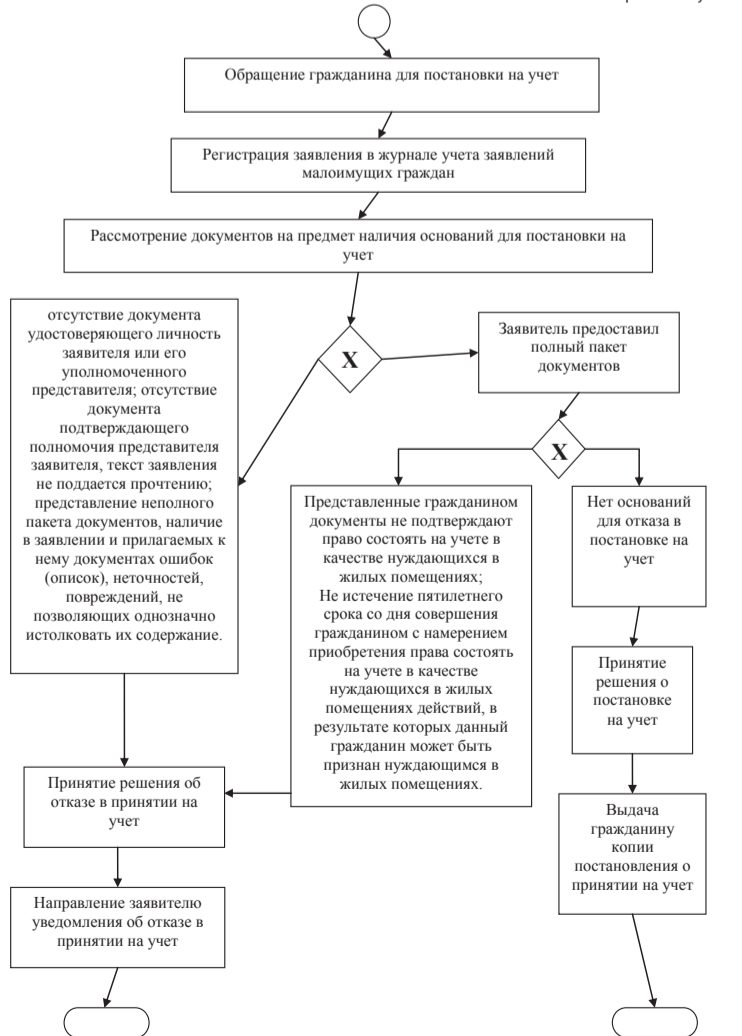 Обращение гражданина для постановки на учет
Регистрация заявления в журнале учета заявлений
малоимущих граждан
Рассмотрение документов на предмет наличия оснований для постановки на
учет
отсутствие документа
удостоверяющего личность
заявителя или его
уполномоченного
представителя; отсутствие
документа
подтверждающего
полномочия представителя
заявителя, текст заявления
не поддается прочтению;
представление неполного
пакета документов, наличие
в заявлении и прилагаемых к
нему документах ошибок
(описок), неточностей,
повреждений, не
позволяющих однозначно
истолковать их содержание.
X
Заявитель предоставил
полный пакет
документов
X
Представленные гражданином
документы не подтверждают
право состоять на учете в
качестве нуждающихся в
жилых помещениях;
Не истечение пятилетнего
срока со дня совершения
гражданином с намерением
приобретения права состоять
на учете в качестве
нуждающихся в жилых
помещениях действий, в
результате которых данный
гражданин может быть
признан нуждающимся в
жилых помещениях.
Нет оснований
для отказа в
постановке на
учет
Принятие
решения о
постановке
на учет
Принятие решения об
отказе в принятии на
учет
Выдача
гражданину
копии
постановления о
принятии на учет
Направление заявителю
уведомления об отказе в
принятии на учет